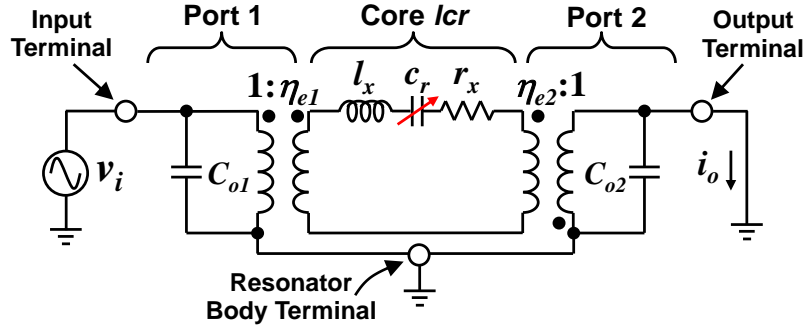 Input
Terminal
Port 1
Core lcr
Port 2
Output
Terminal
1:ηe1
lx
cr
rx
ηe2:1
vi
Co1
Co2
io
Resonator
Body Terminal